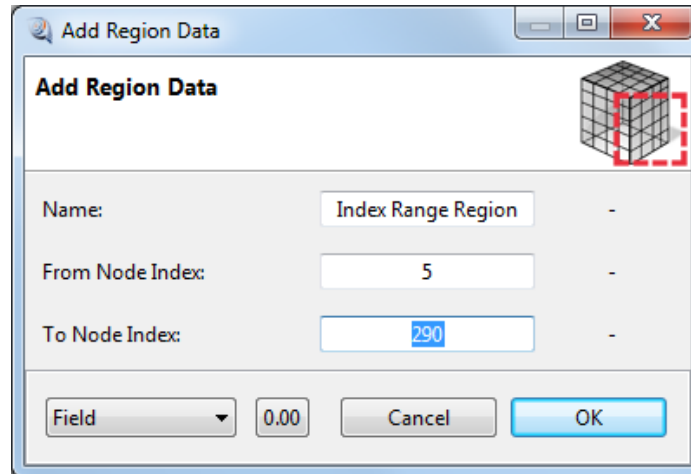 Add Region Data
Add Region Data
Name: Index Range Region -
From Node Index: 5 -
To Node Index: 290 -
Field 0.00 Cancel OK